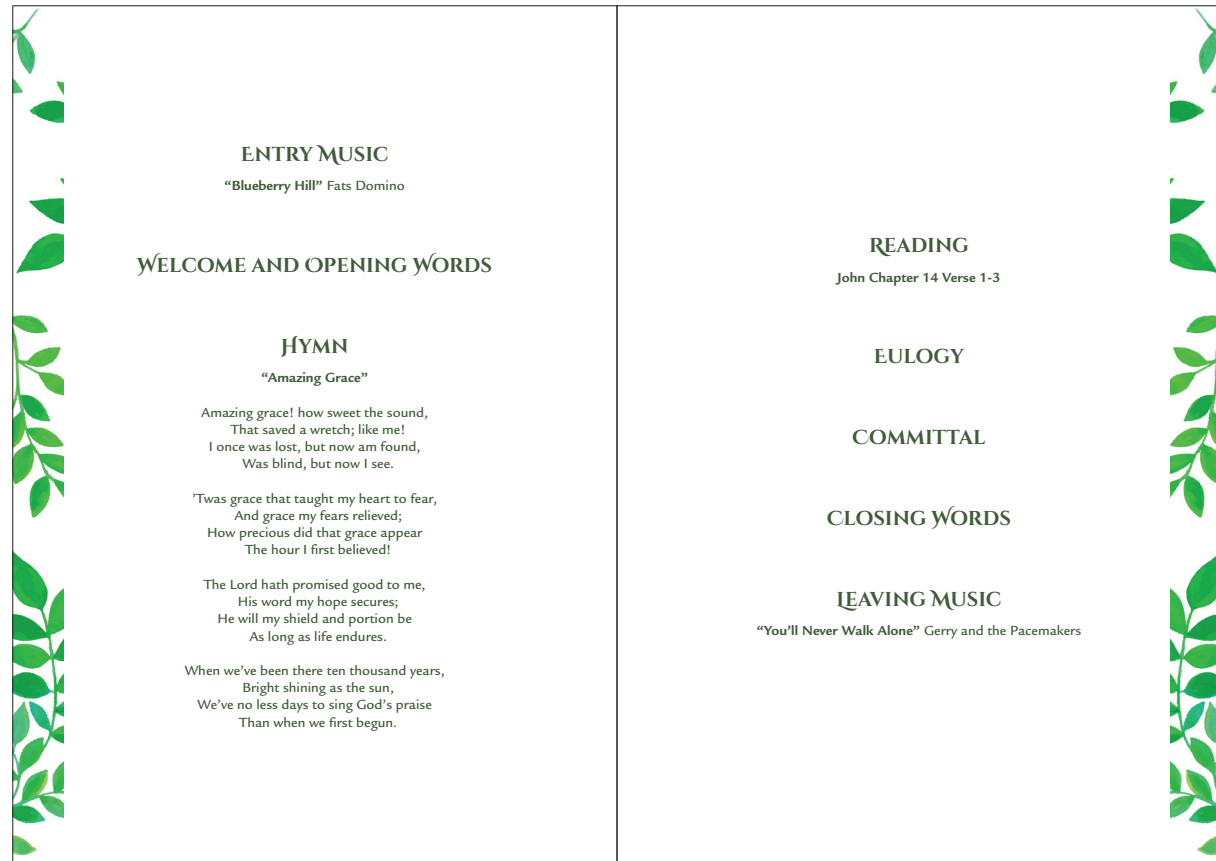 Entry Music
“Blueberry Hill” Fats Domino
Welcome and Opening Words
Hymn
“Amazing Grace”
Amazing grace! how sweet the sound,
That saved a wretch; like me!
I once was lost, but now am found,
Was blind, but now I see.
’Twas grace that taught my heart to fear,
And grace my fears relieved;
How precious did that grace appear
The hour I first believed!
The Lord hath promised good to me,
His word my hope secures;
He will my shield and portion be
As long as life endures.
When we’ve been there ten thousand years,
Bright shining as the sun,
We’ve no less days to sing God’s praise
Than when we first begun.
Reading
John Chapter 14 Verse 1-3
Eulogy
Committal
Closing Words
Leaving Music
“You’ll Never Walk Alone” Gerry and the Pacemakers